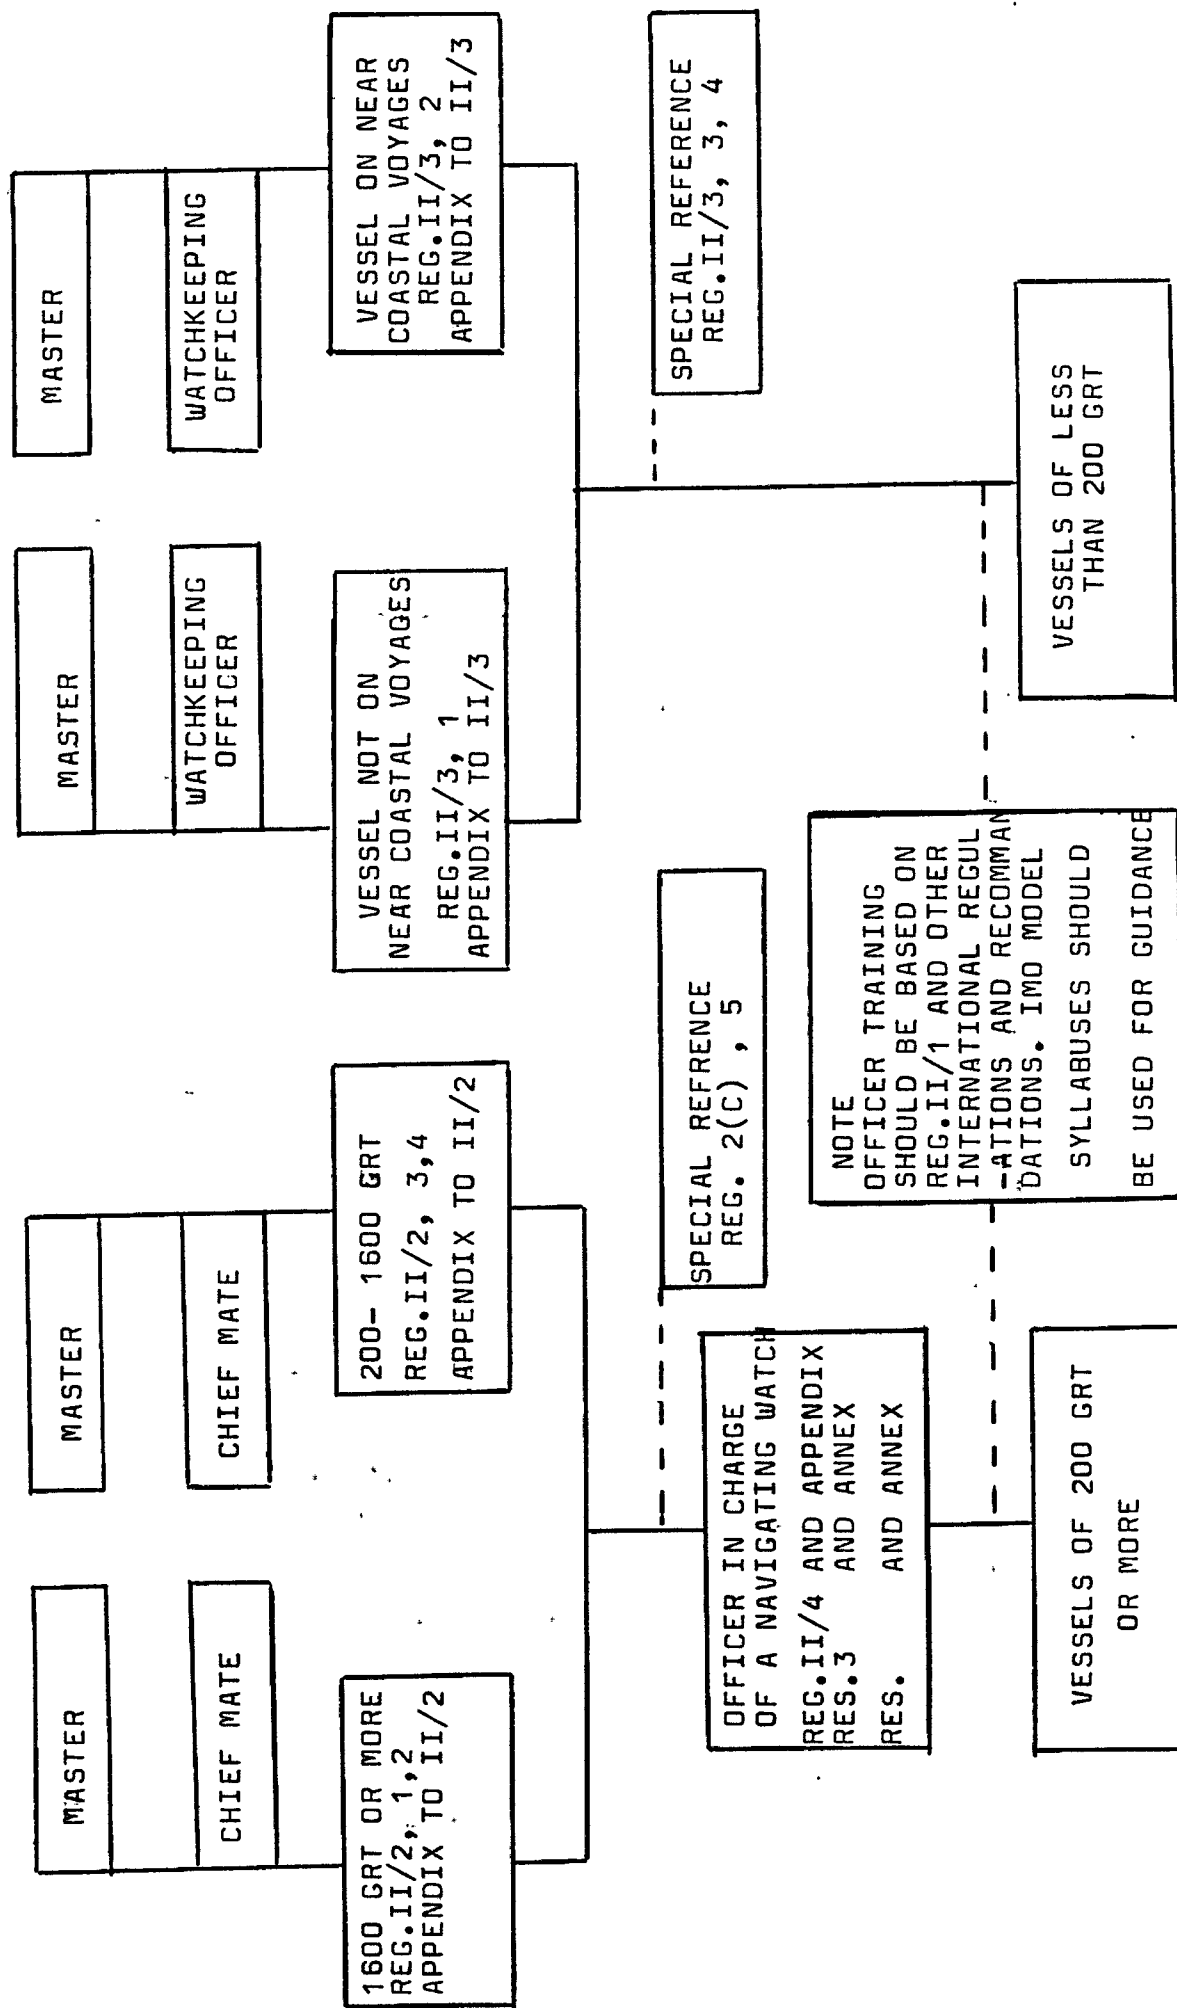 MASTER
MASTER
MASTER
MASTER
CHIEF MATE
CHIEF MATE
WATCHKEEPING
OFFICER
WATCHKEEPING
OFFICER
1600 GRT OR MORE
REG.II/2, 1,2
APPENDIX TO II/2
200- 1600 GRT
REG.II/2, 3,4
APPENDIX TO II/2
VESSEL NOT ON
NEAR COASTAL VOYAGES
REG.II/3, 1
APPENDIX TO II/3
VESSEL ON NEAR
COASTAL VOYAGES
REG.II/3, 2
APPENDIX TO II/3
SPECIAL REFRENCE
REG. 2(C) , 5
SPECIAL REFERENCE
REG.II/3, 3, 4
OFFICER IN CHARGE
OF A NAVIGATING WATCH
REG.II/4 AND APPENDIX
RES.3 AND ANNEX
RES. AND ANNEX
NOTE
OFFICER TRAINING
SHOULD BE BASED ON
REG.II/1 AND OTHER
INTERNATIONAL REGUL
-ATIONS AND RECOMMAN
DATIONS. IMO MODEL
SYLLABUSES SHOULD
BE USED FOR GUIDANCE
VESSELS OF 200 GRT
OR MORE
VESSELS OF LESS
THAN 200 GRT